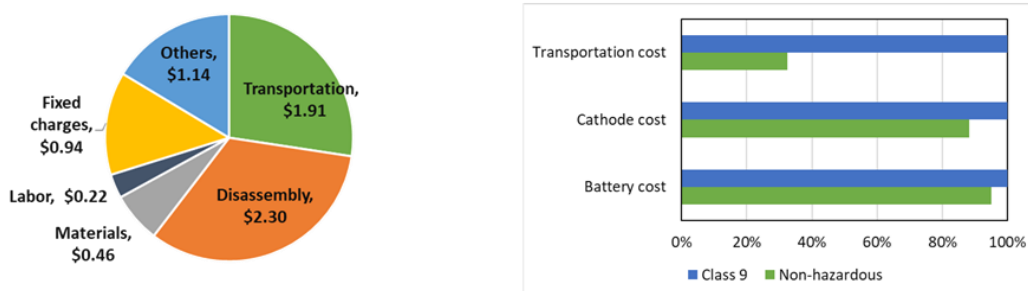 Others,
$1.14
Transportation,
$1.91
Fixed
charges,
$0.94
Labor, $0.22
Disassembly,
$2.30
Materials,
$0.46
Transportation cost
Cathode cost
Battery cost
0% 20% 40% 60% 80% 100%
Class 9 Non-hazardous